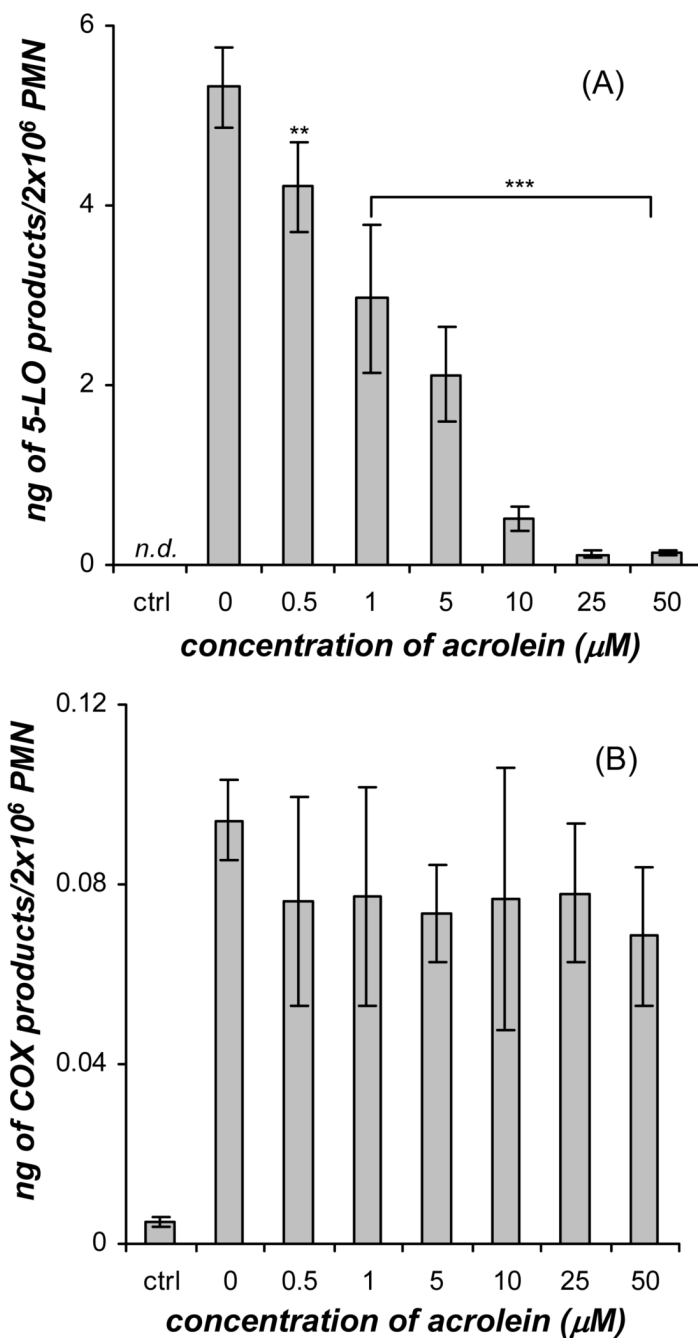 (A)
ng of 5-LO products/2x10⁶ PMN
6
4
2
0
**
***
n.d.
ctrl 0 0.5 1 5 10 25 50
concentration of acrolein (μM)
(B)
ng of COX products/2x10⁶ PMN
0.12
0.08
0.04
0
ctrl 0 0.5 1 5 10 25 50
concentration of acrolein (μM)